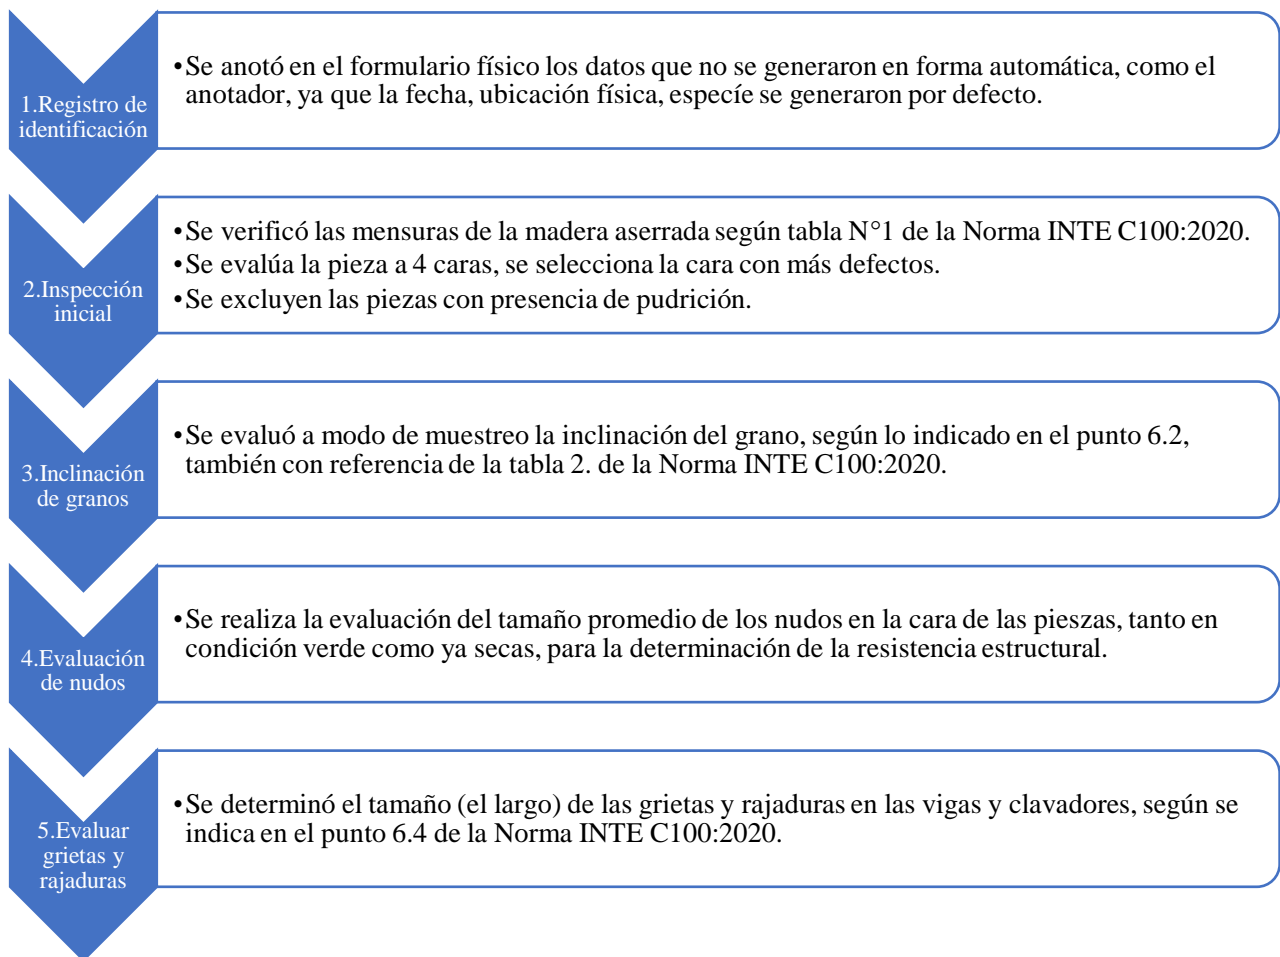 1.Registro de
identificación
•Se anotó en el formulario físico los datos que no se generaron en forma automática, como el
anotador, ya que la fecha, ubicación física, especíe se generaron por defecto.
2.Inspección
inicial
•Se verificó las mensuras de la madera aserrada según tabla N°1 de la Norma INTE C100:2020.
•Se evalúa la pieza a 4 caras, se selecciona la cara con más defectos.
•Se excluyen las piezas con presencia de pudrición.
3.Inclinación
de granos
•Se evaluó a modo de muestreo la inclinación del grano, según lo indicado en el punto 6.2,
también con referencia de la tabla 2. de la Norma INTE C100:2020.
4.Evaluación
de nudos
•Se realiza la evaluación del tamaño promedio de los nudos en la cara de las pieszas, tanto en
condición verde como ya secas, para la determinación de la resistencia estructural.
5.Evaluar
grietas y
rajaduras
•Se determinó el tamaño (el largo) de las grietas y rajaduras en las vigas y clavadores, según se
indica en el punto 6.4 de la Norma INTE C100:2020.